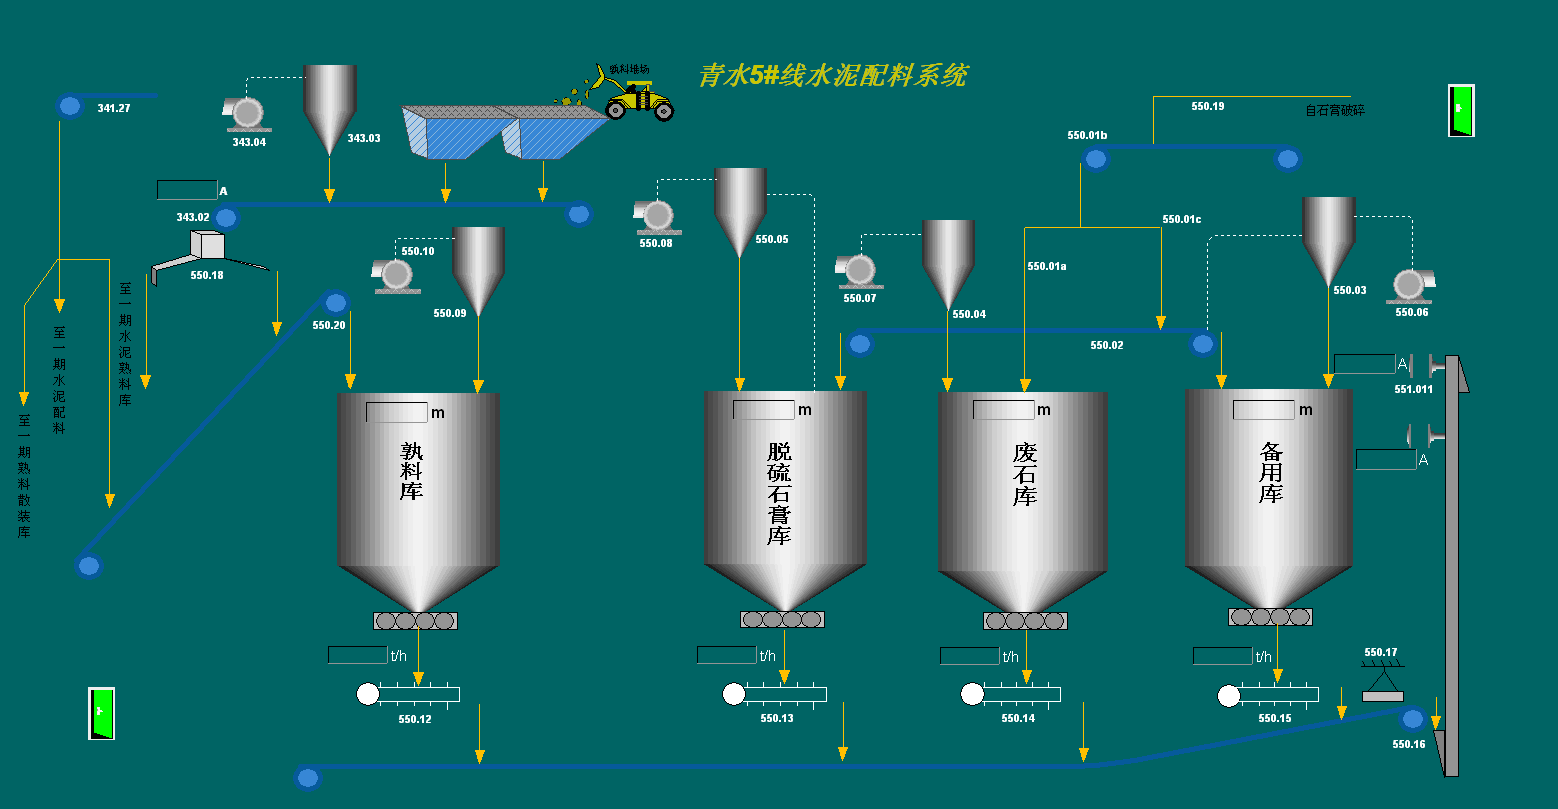 青水5#线水泥配料系统
熟料堆场
341.27
343.04
343.03
550.19
自石膏破碎
550.01b
A
343.02
550.18
550.10
550.09
550.20
550.08
550.05
550.07
550.04
550.01a
550.01c
550.02
550.03
550.06
A
551.011
A
至一期熟料散装库
至一期水泥配料
至一期水泥熟料库
m
孰料库
m
脱硫石膏库
m
废石库
m
备用库
t/h
550.12
t/h
550.13
t/h
550.14
t/h
550.15
550.17
550.16